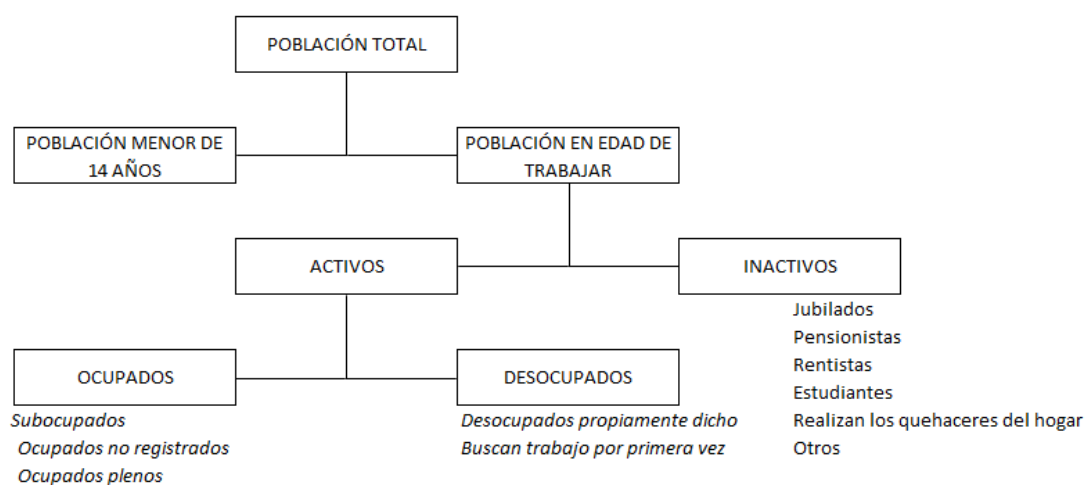 POBLACIÓN TOTAL
POBLACIÓN MENOR DE
14 AÑOS
POBLACIÓN EN EDAD DE
TRABAJAR
ACTIVOS
INACTIVOS
Jubilados
Pensionistas
Rentistas
Estudiantes
Realizan los quehaceres del hogar
Otros
OCUPADOS
Subocupados
Ocupados no registrados
Ocupados plenos
DESOCUPADOS
Desocupados propiamente dicho
Buscan trabajo por primera vez